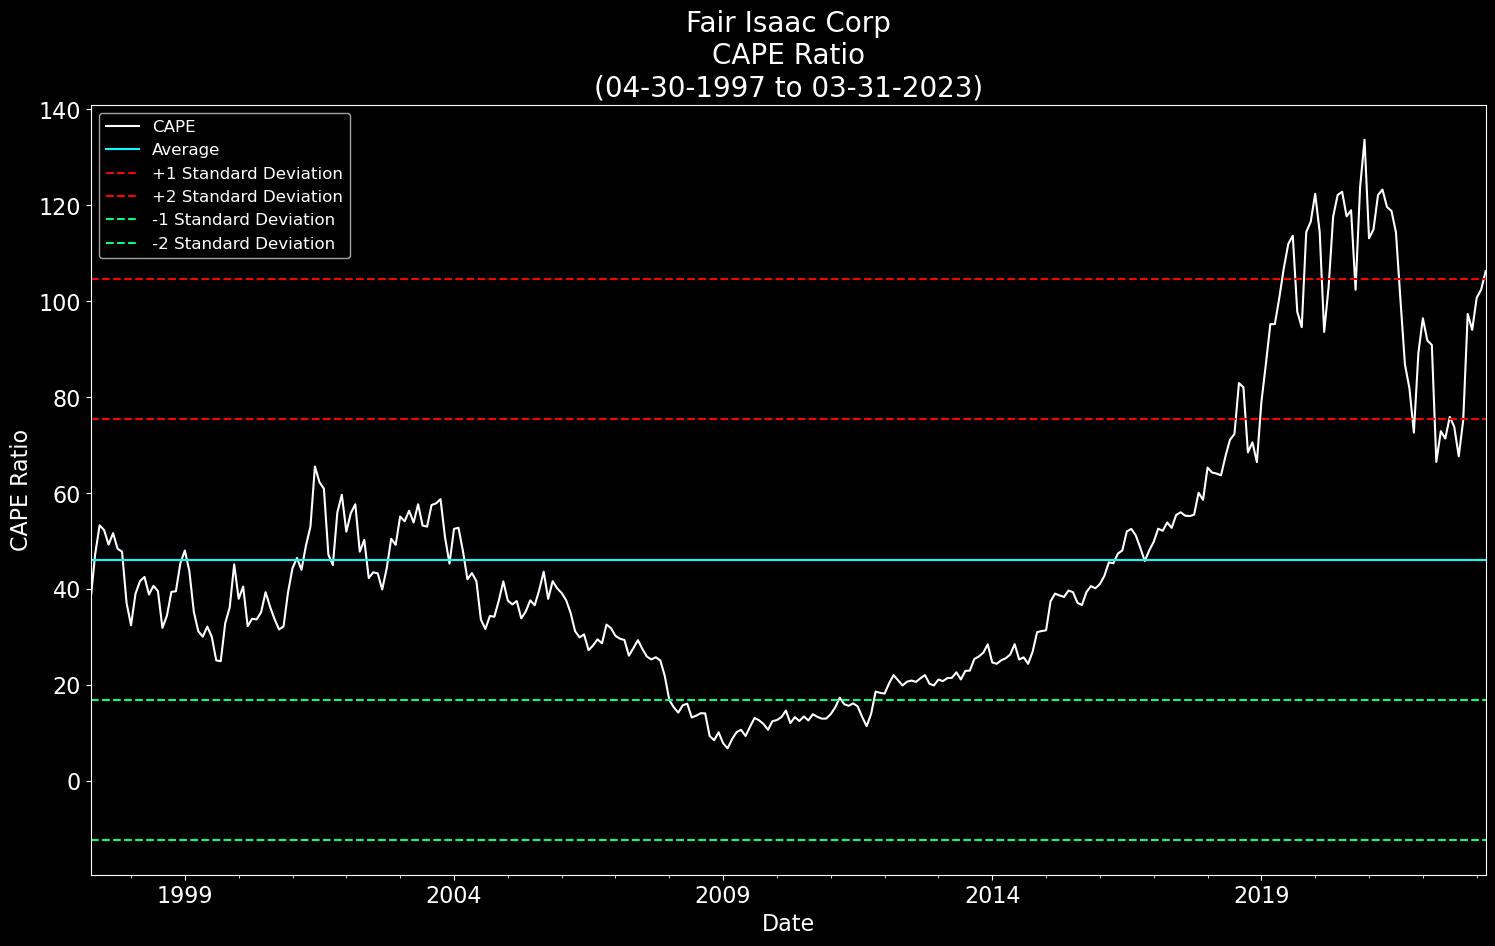 Fair Isaac Corp
CAPE Ratio
(04-30-1997 to 03-31-2023)
CAPE
Average
+1 Standard Deviation
+2 Standard Deviation
-1 Standard Deviation
-2 Standard Deviation
CAPE Ratio
140
120
100
80
60
40
20
0
1999
2004
2009
2014
2019
Date